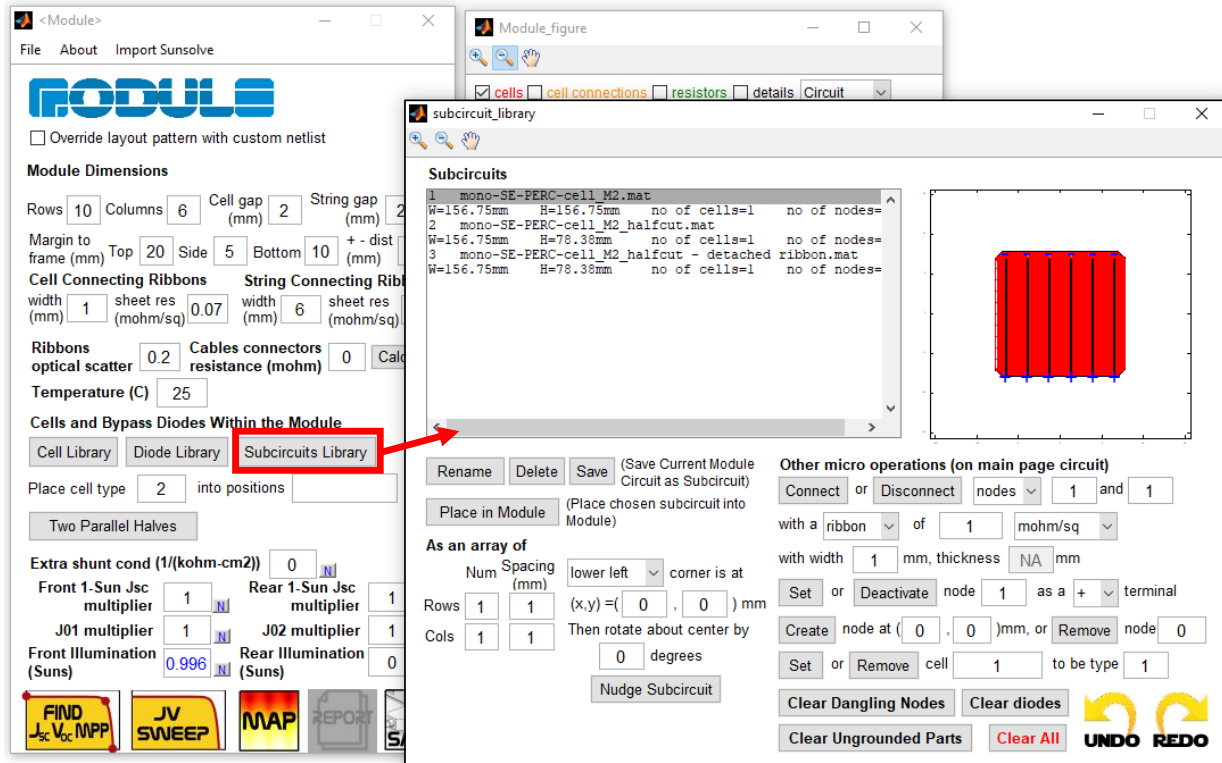 <Module>
File About Import Sunsolve
MODULE
Override layout pattern with custom netlist
Module Dimensions
Rows 10 Columns 6 Cell gap (mm) 2 String gap (mm) 2
Margin to frame (mm) Top 20 Side 5 Bottom 10 + - dist (mm)
Cell Connecting Ribbons String Connecting
width (mm) 1 sheet res (mohm/sq) 0.07 width (mm) 6 sheet res (mohm/sq)
Ribbons optical scatter 0.2 Cables connectors resistance (mohm) 0
Temperature (C) 25
Cells and Bypass Diodes Within the Module
Cell Library Diode Library Subcircuits Library
Place cell type 2 into positions
Two Parallel Halves
Extra shunt cond (1/(kohm-cm2)) 0 N
Front 1-Sun Jsc multiplier 1 N Rear 1-Sun Jsc multiplier 1
J01 multiplier 1 N J02 multiplier 1
Front Illumination (Suns) 0.996 N Rear Illumination (Suns) 0
FIND Jsc Voc MPP
JV SWEEP
MAP
REPORT
Module_figure
cells cell connections resistors details Circuit
subcircuit_library
Subcircuits
1 mono-SE-PERC-cell_M2.mat
W=156.75mm H=156.75mm no of cells=1 no of nodes=
2 mono-SE-PERC-cell_M2_halfcut.mat
W=156.75mm H=78.38mm no of cells=1 no of nodes=
3 mono-SE-PERC-cell_M2_halfcut - detached ribbon.mat
W=156.75mm H=78.38mm no of cells=1 no of nodes=
Rename Delete Save (Save Current Module Circuit as Subcircuit)
Place in Module (Place chosen subcircuit into Module)
As an array of
Num Spacing (mm) lower left corner is at
Rows 1 1 (x,y) =( 0 , 0 ) mm
Cols 1 1 Then rotate about center by
0 degrees
Nudge Subcircuit
Other micro operations (on main page circuit)
Connect or Disconnect nodes 1 and 1
with a ribbon of 1 mohm/sq
with width 1 mm, thickness NA mm
Set or Deactivate node 1 as a + terminal
Create node at ( 0 , 0 )mm, or Remove node 0
Set or Remove cell 1 to be type 1
Clear Dangling Nodes Clear diodes
Clear Ungrounded Parts Clear All
UNDO REDO